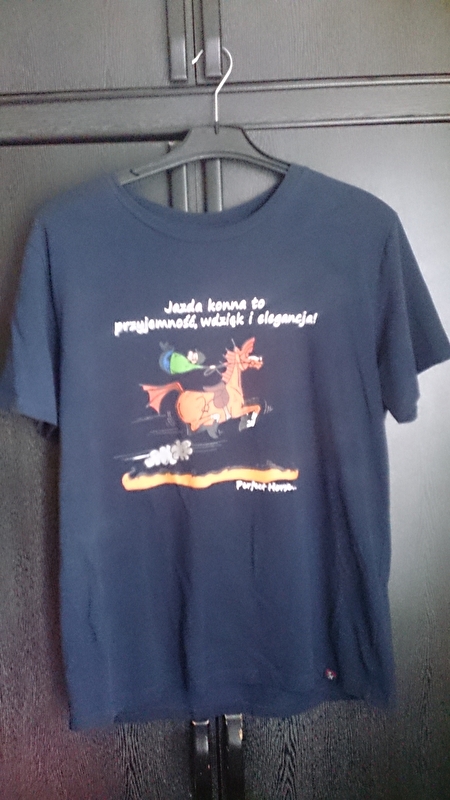 Jazda konna to
przyjemność, wdzięk i elegancja!
Perfect Horse..